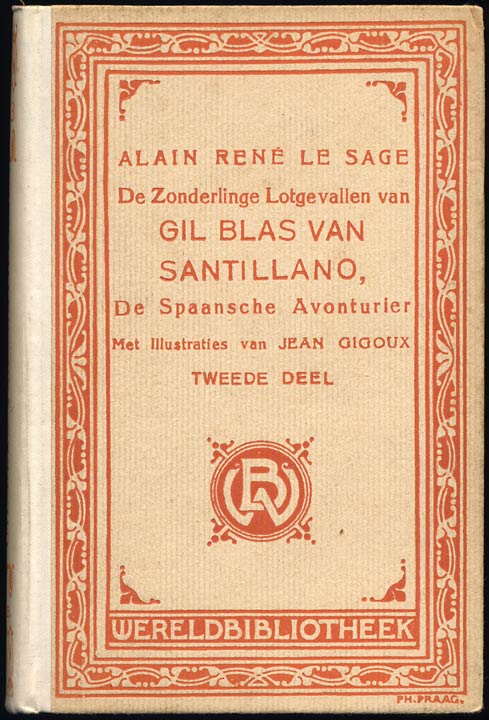 ALAIN RENÉ LE SAGE
De Zonderlinge Lotgevallen van
GIL BLAS VAN
SANTILLANO,
De Spaansche Avonturier
Met Illustraties van JEAN GIGOUX
TWEEDE DEEL
WB
WERELDBIBLIOTHEEK
PH. PRAAG.